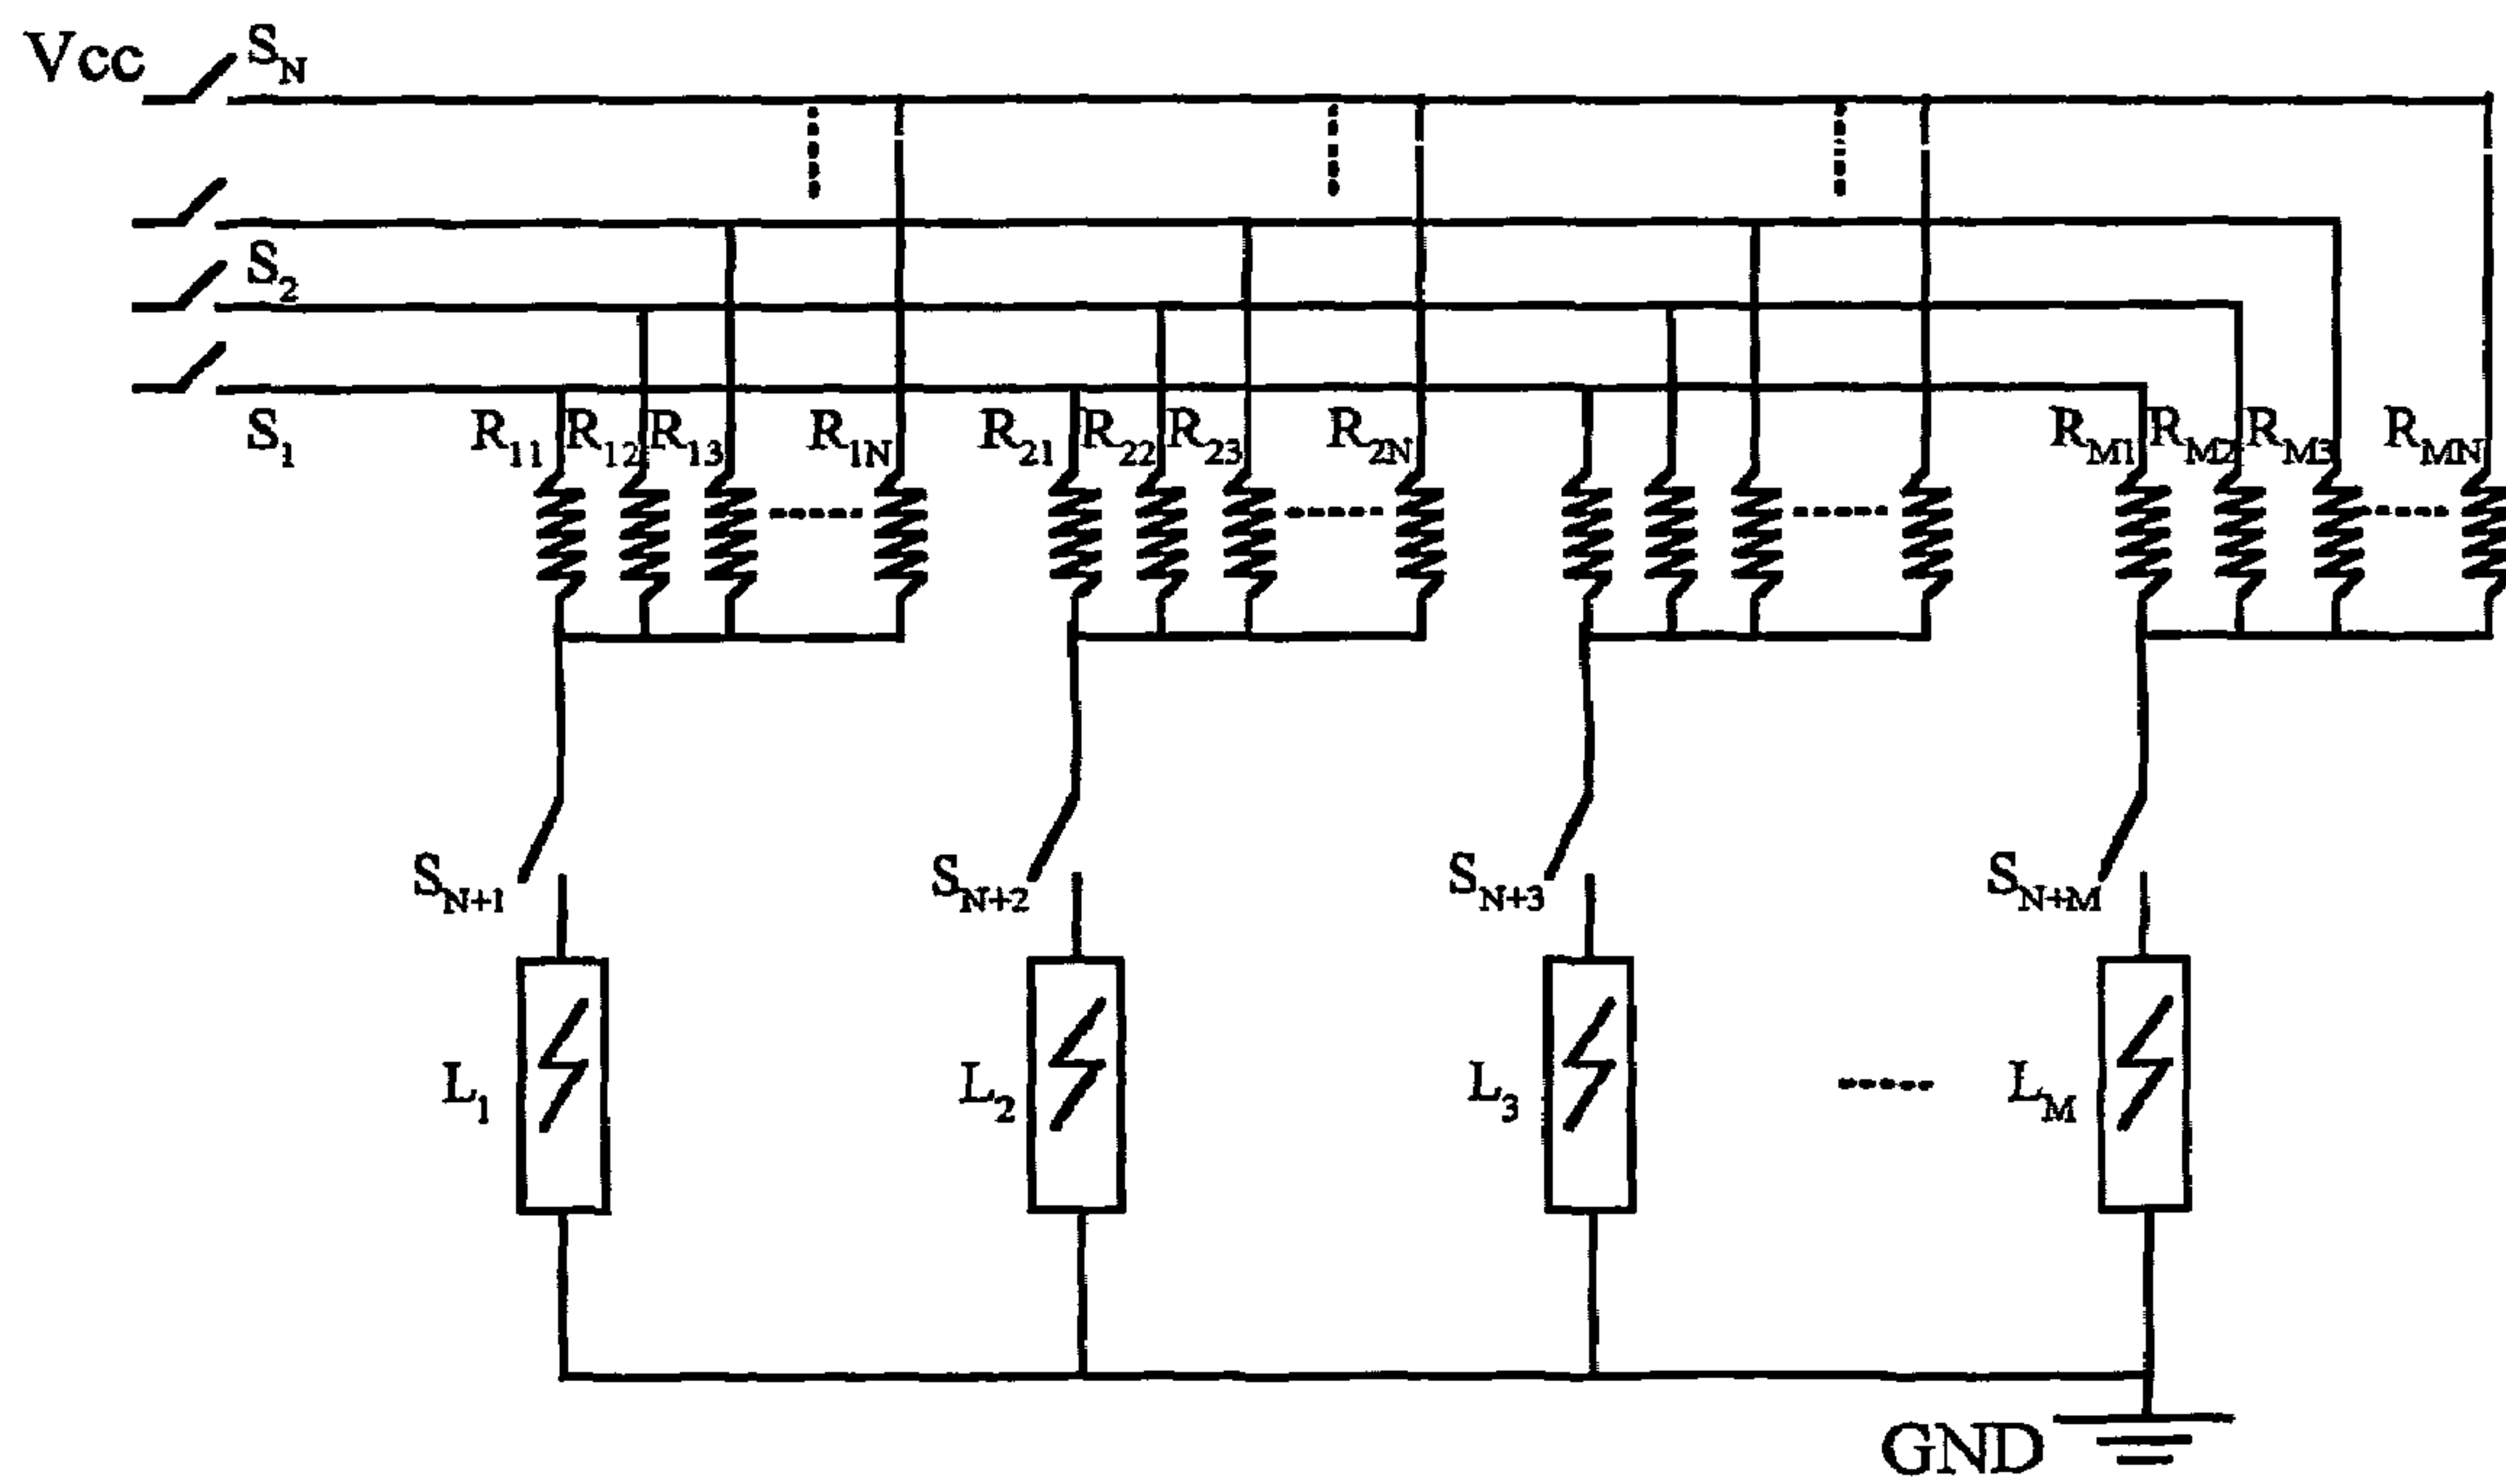 Vcc S_N
S_2
S_1 R_11 R_12 R_13 R_1N R_21 R_22 R_23 R_2N R_M1 R_M2 R_M3 R_MN
S_N+1 S_N+2 S_N+3 S_N+M
L_1 L_2 L_3 L_M
GND